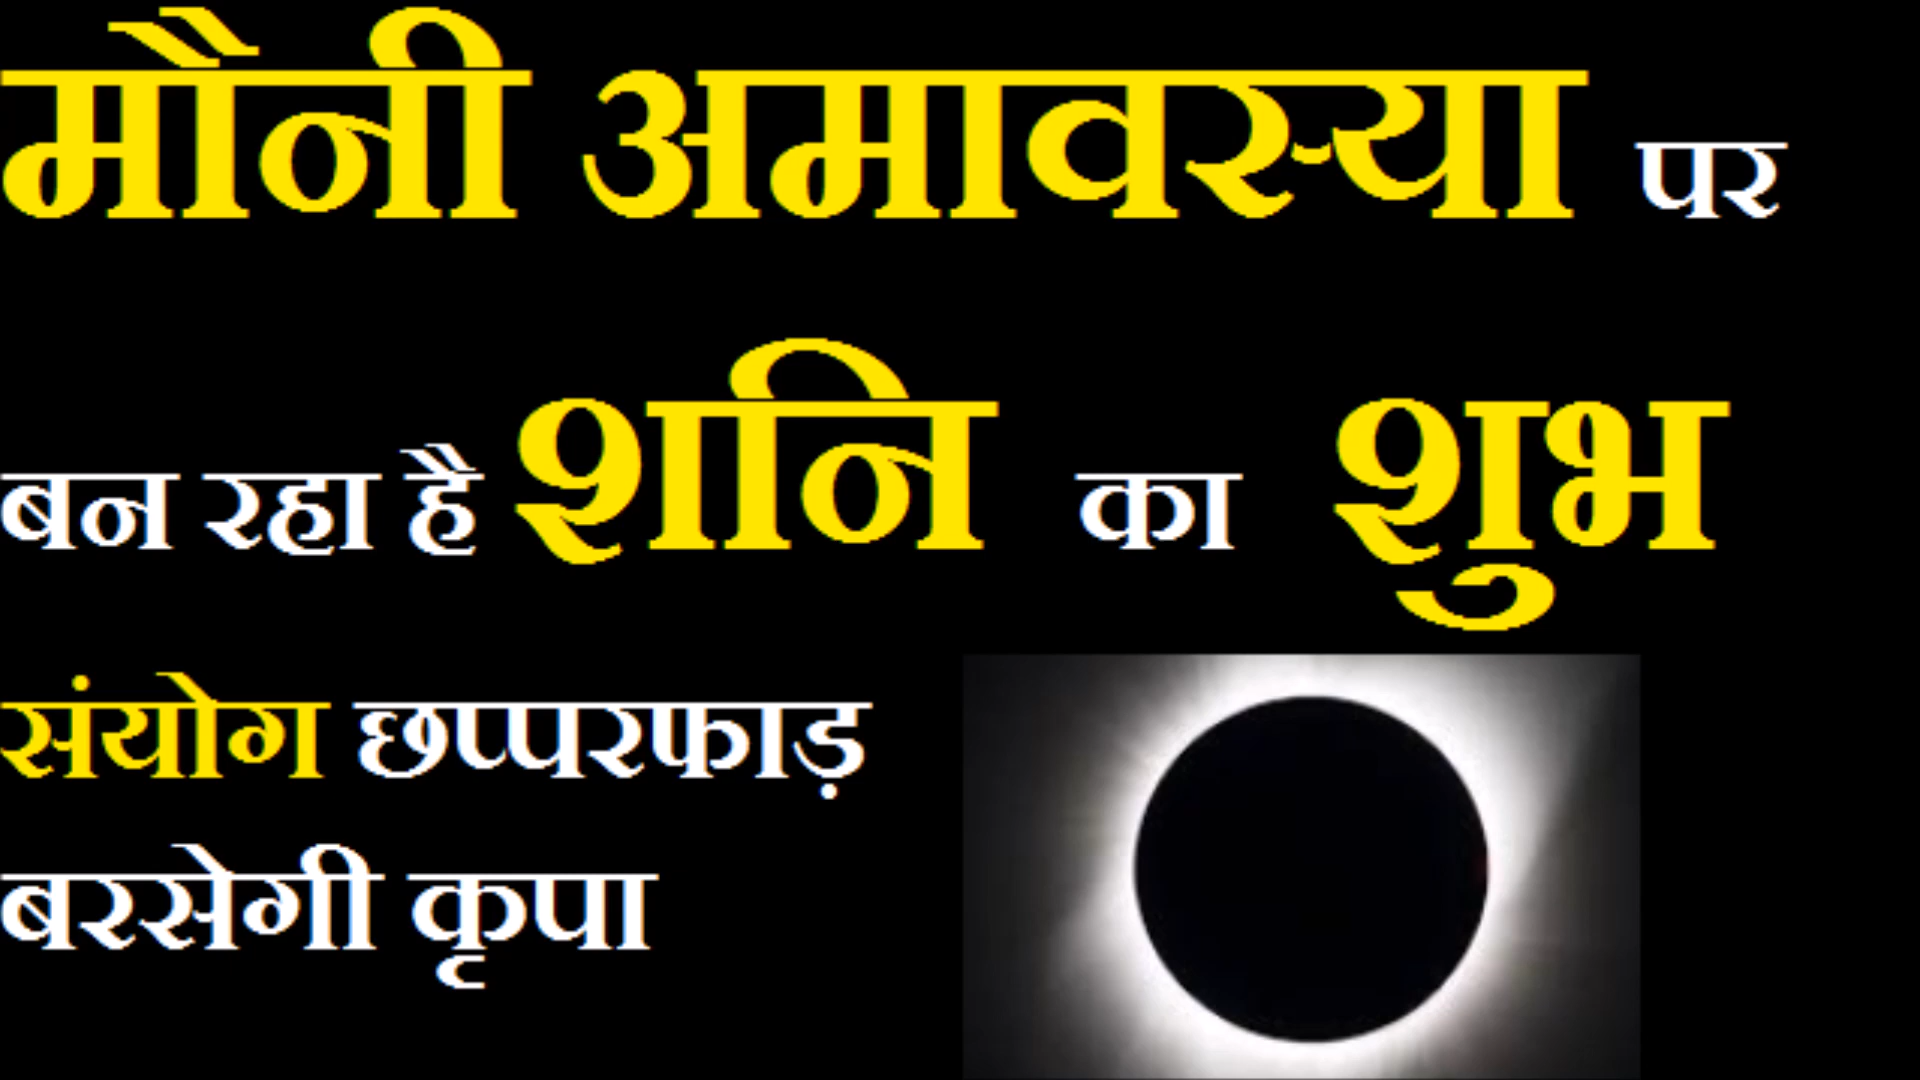 मौनी अमावस्या पर
बन रहा है शनि का शुभ
संयोग छप्परफाड़
बरसेगी कृपा